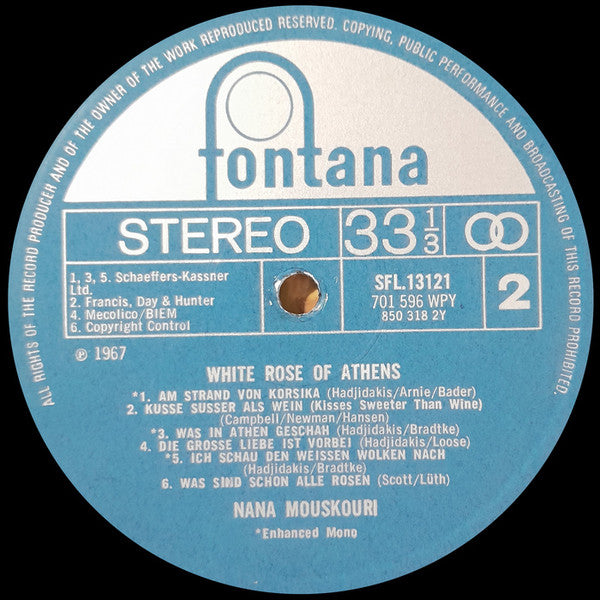 ALL RIGHTS OF THE RECORD PRODUCER AND OF THE OWNER OF THE WORK REPRODUCED RESERVED. COPYING, PUBLIC PERFORMANCE AND BROADCASTING OF THIS RECORD PROHIBITED.
fontana
STEREO 33 1/3
1, 3, 5. Schaeffers-Kassner
Ltd.
2. Francis, Day & Hunter
4. Mecolico/BIEM
6. Copyright Control
SFL.13121
701 596 WPY
850 318 2Y
2
℗ 1967
WHITE ROSE OF ATHENS
*1. AM STRAND VON KORSIKA (Hadjidakis/Arnie/Bader)
2. KUSSE SUSSER ALS WEIN (Kisses Sweeter Than Wine)
(Campbell/Newman/Hansen)
*3. WAS IN ATHEN GESCHAH (Hadjidakis/Bradtke)
4. DIE GROSSE LIEBE IST VORBEI (Hadjidakis/Loose)
*5. ICH SCHAU DEN WEISSEN WOLKEN NACH
(Hadjidakis/Bradtke)
6. WAS SIND SCHON ALLE ROSEN (Scott/Lüth)
NANA MOUSKOURI
*Enhanced Mono